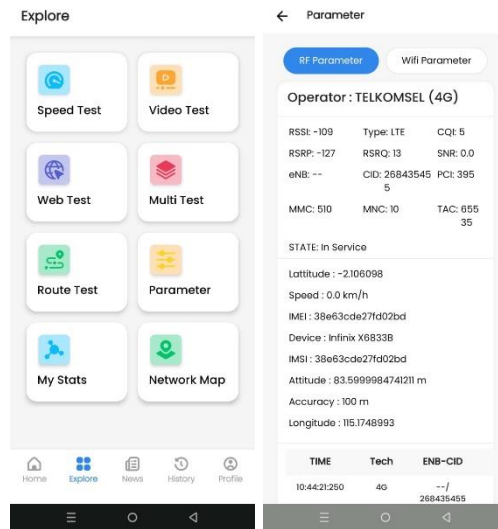 Explore
Speed Test
Video Test
Web Test
Multi Test
Route Test
Parameter
My Stats
Network Map
Home
Explore
News
History
Profile
Parameter
RF Parameter
Wifi Parameter
Operator : TELKOMSEL (4G)
RSSI: -109 Type: LTE CQI: 5
RSRP: -127 RSRQ: 13 SNR: 0.0
eNB: -- CID: 26843545 PCI: 395
5
MMC: 510 MNC: 10 TAC: 655
35
STATE: In Service
Lattitude : -2.106098
Speed : 0.0 km/h
IMEI : 38e63cde27fd02bd
Device : Infinix X6833B
IMSI : 38e63cde27fd02bd
Attitude : 83.5999984741211 m
Accuracy : 100 m
Longitude : 115.1748993
TIME Tech ENB-CID
10:44:21:250 4G --/
268435455